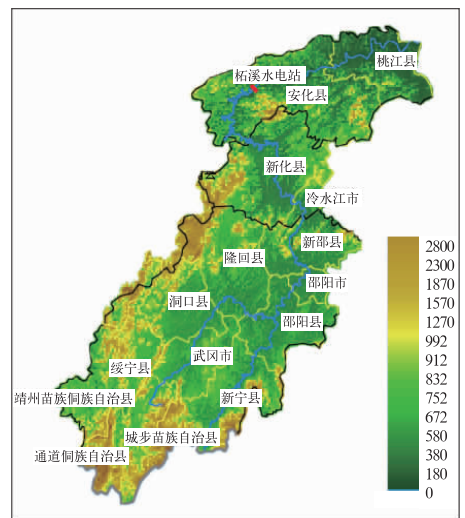 桃江县
柘溪水电站
安化县
新化县
冷水江市
新邵县
隆回县
邵阳市
洞口县
邵阳县
武冈市
绥宁县
新宁县
靖州苗族侗族自治县
城步苗族自治县
通道侗族自治县
2800
2300
1870
1570
1270
992
912
832
752
672
580
380
180
0